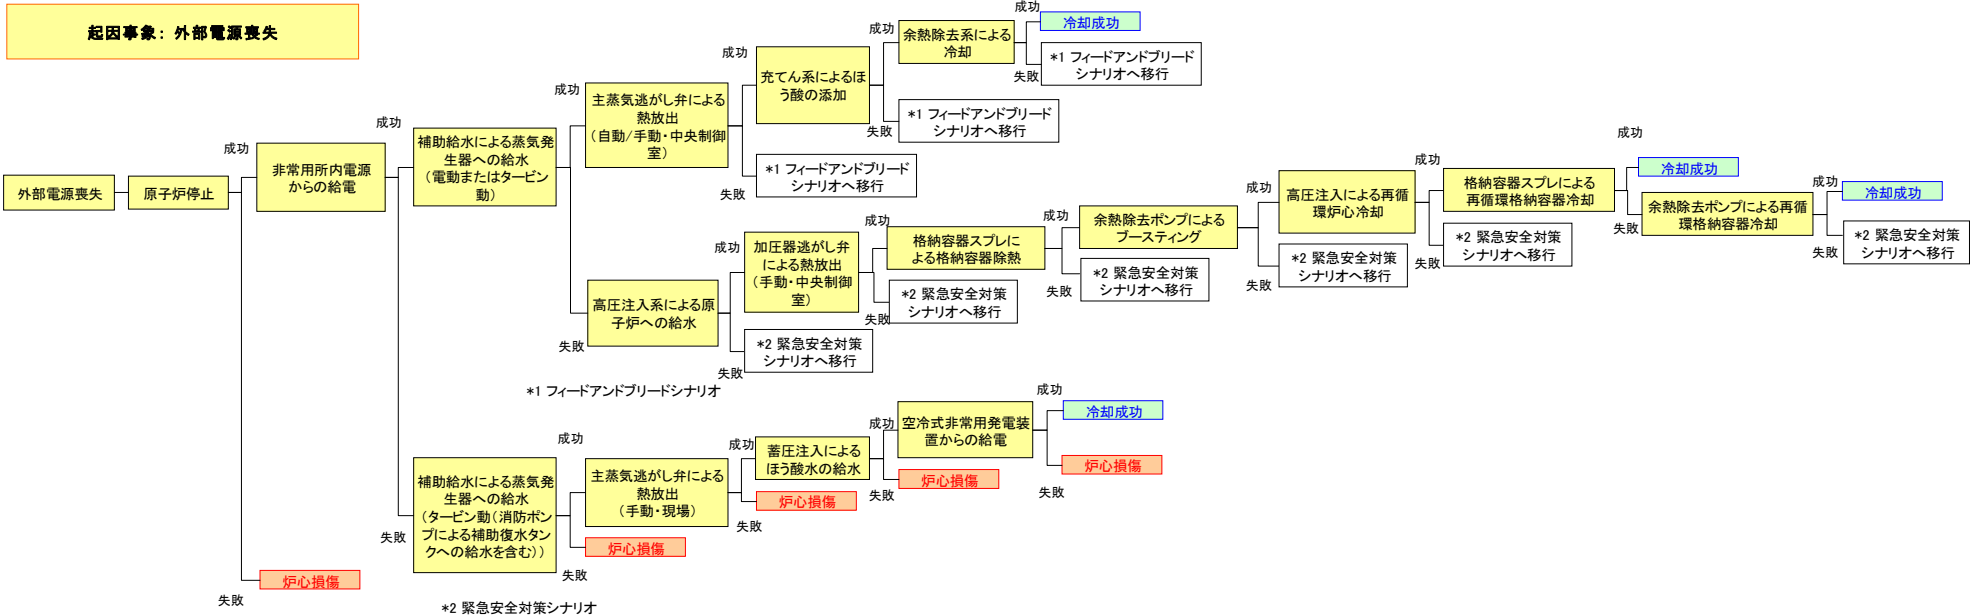 起因事象：外部電源喪失
外部電源喪失
原子炉停止
成功
失敗
非常用所内電源
からの給電
炉心損傷
成功
失敗
補助給水による蒸気発
生器への給水
（電動またはタービン
動）
成功
失敗
主蒸気逃がし弁による
熱放出
（自動/手動・中央制御
室）
成功
失敗
充てん系によるほ
う酸の添加
*1 フィードアンドブリード
シナリオへ移行
成功
失敗
余熱除去系による
冷却
*1 フィードアンドブリード
シナリオへ移行
成功
失敗
冷却成功
*1 フィードアンドブリード
シナリオへ移行
高圧注入系による原
子炉への給水
*1 フィードアンドブリードシナリオ
成功
失敗
加圧器逃がし弁
による熱放出
（手動・中央制御
室）
*2 緊急安全対策
シナリオへ移行
成功
失敗
格納容器スプレに
よる格納容器除熱
*2 緊急安全対策
シナリオへ移行
成功
失敗
余熱除去ポンプによる
ブースティング
*2 緊急安全対策
シナリオへ移行
成功
失敗
高圧注入による再循
環炉心冷却
*2 緊急安全対策
シナリオへ移行
成功
失敗
格納容器スプレによる
再循環格納容器冷却
*2 緊急安全対策
シナリオへ移行
成功
失敗
冷却成功
余熱除去ポンプによる再循
環格納容器冷却
成功
失敗
冷却成功
*2 緊急安全対策
シナリオへ移行
補助給水による蒸気発
生器への給水
（タービン動（消防ポン
プによる補助復水タン
クへの給水を含む））
*2 緊急安全対策シナリオ
成功
失敗
主蒸気逃がし弁による
熱放出
（手動・現場）
炉心損傷
成功
失敗
蓄圧注入による
ほう酸水の給水
炉心損傷
成功
失敗
空冷式非常用発電装
置からの給電
炉心損傷
成功
失敗
冷却成功
炉心損傷